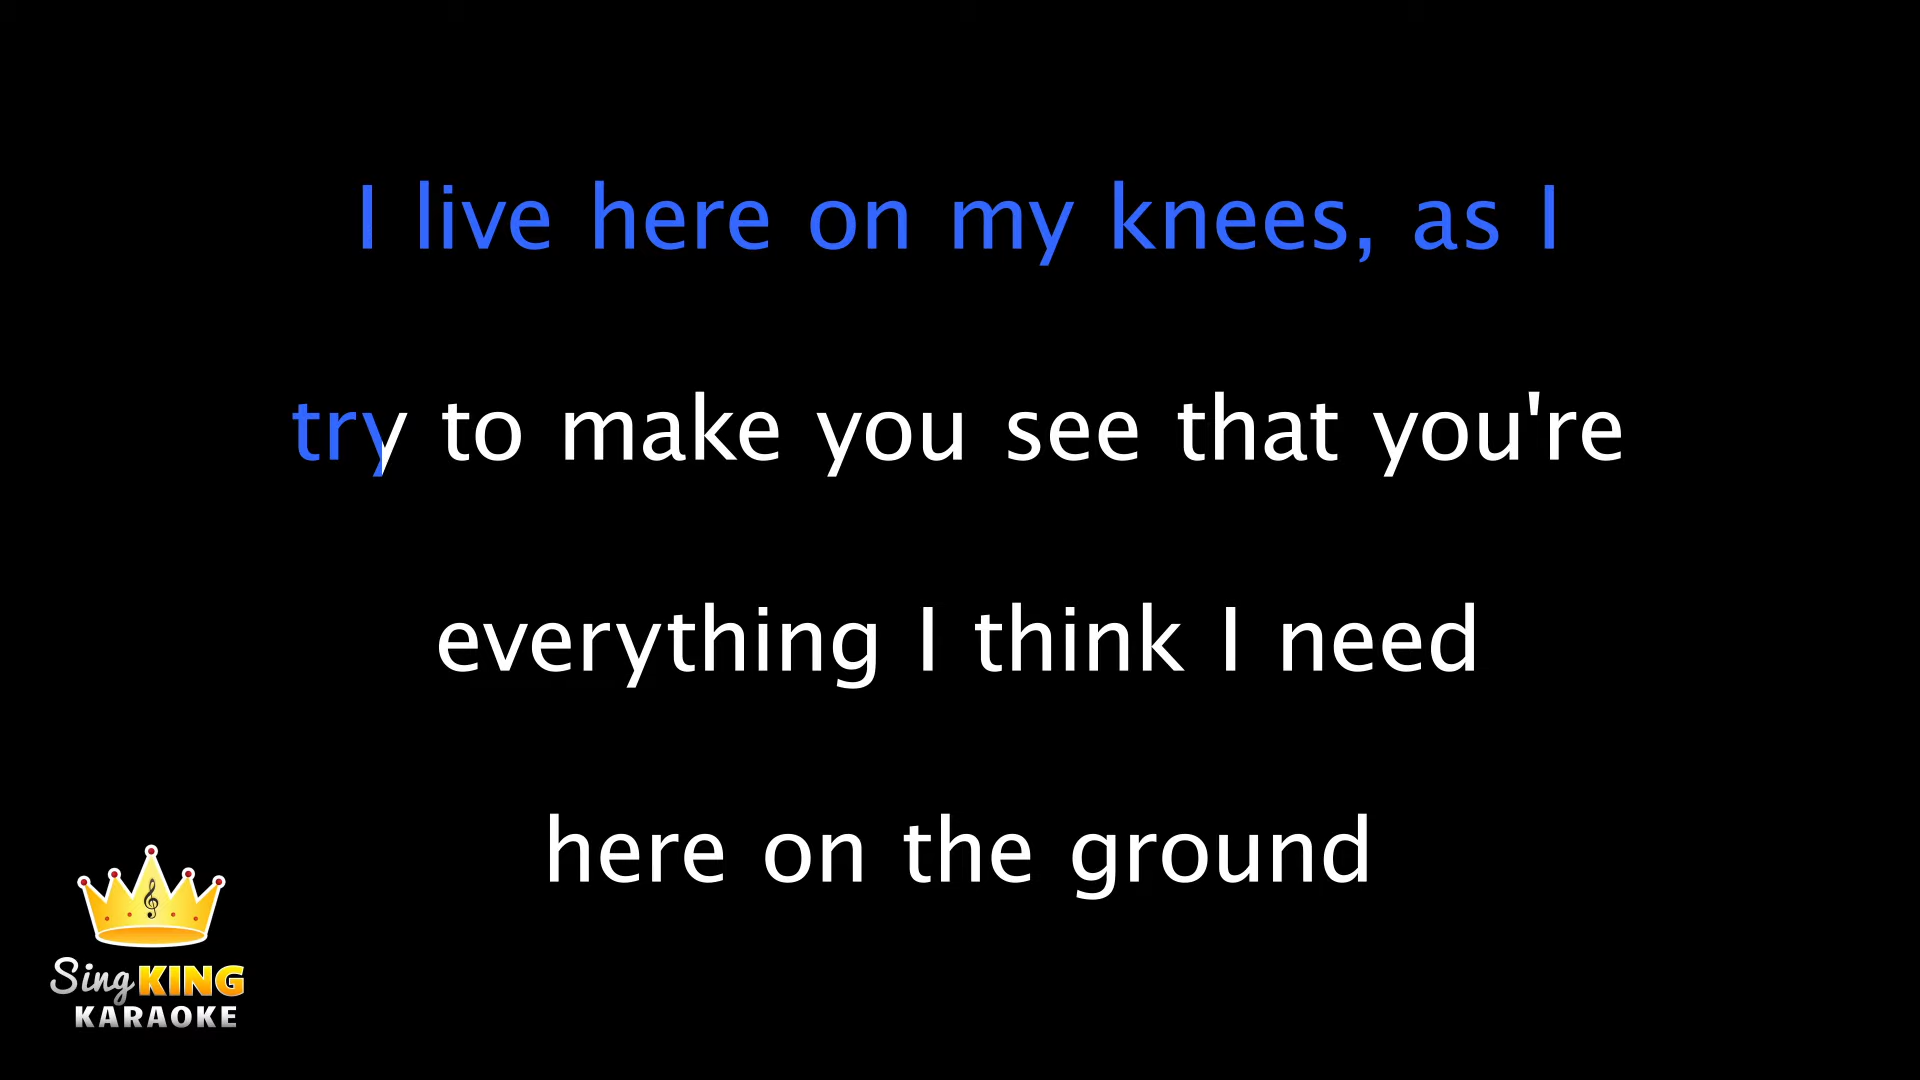 I live here on my knees, as I
try to make you see that you're
everything I think I need
here on the ground
Sing KING
KARAOKE